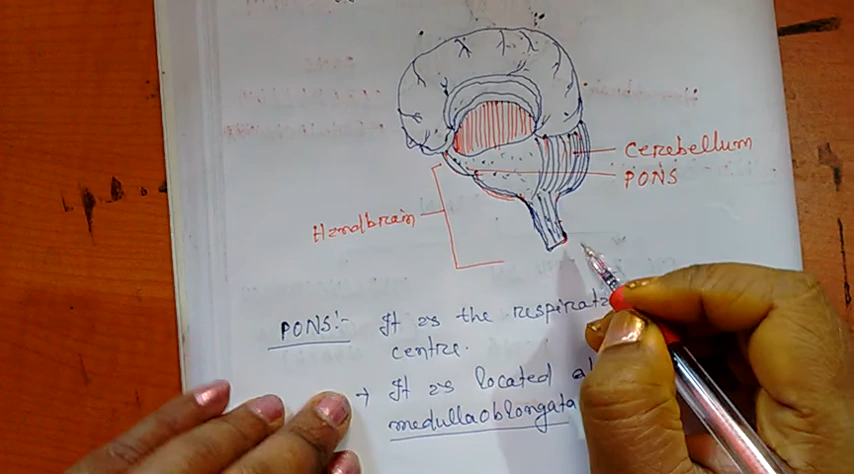 Cerebellum
PONS
Hindbrain
PONS:- It is the respirat
centre.
→ It is located a
medullaoblongata